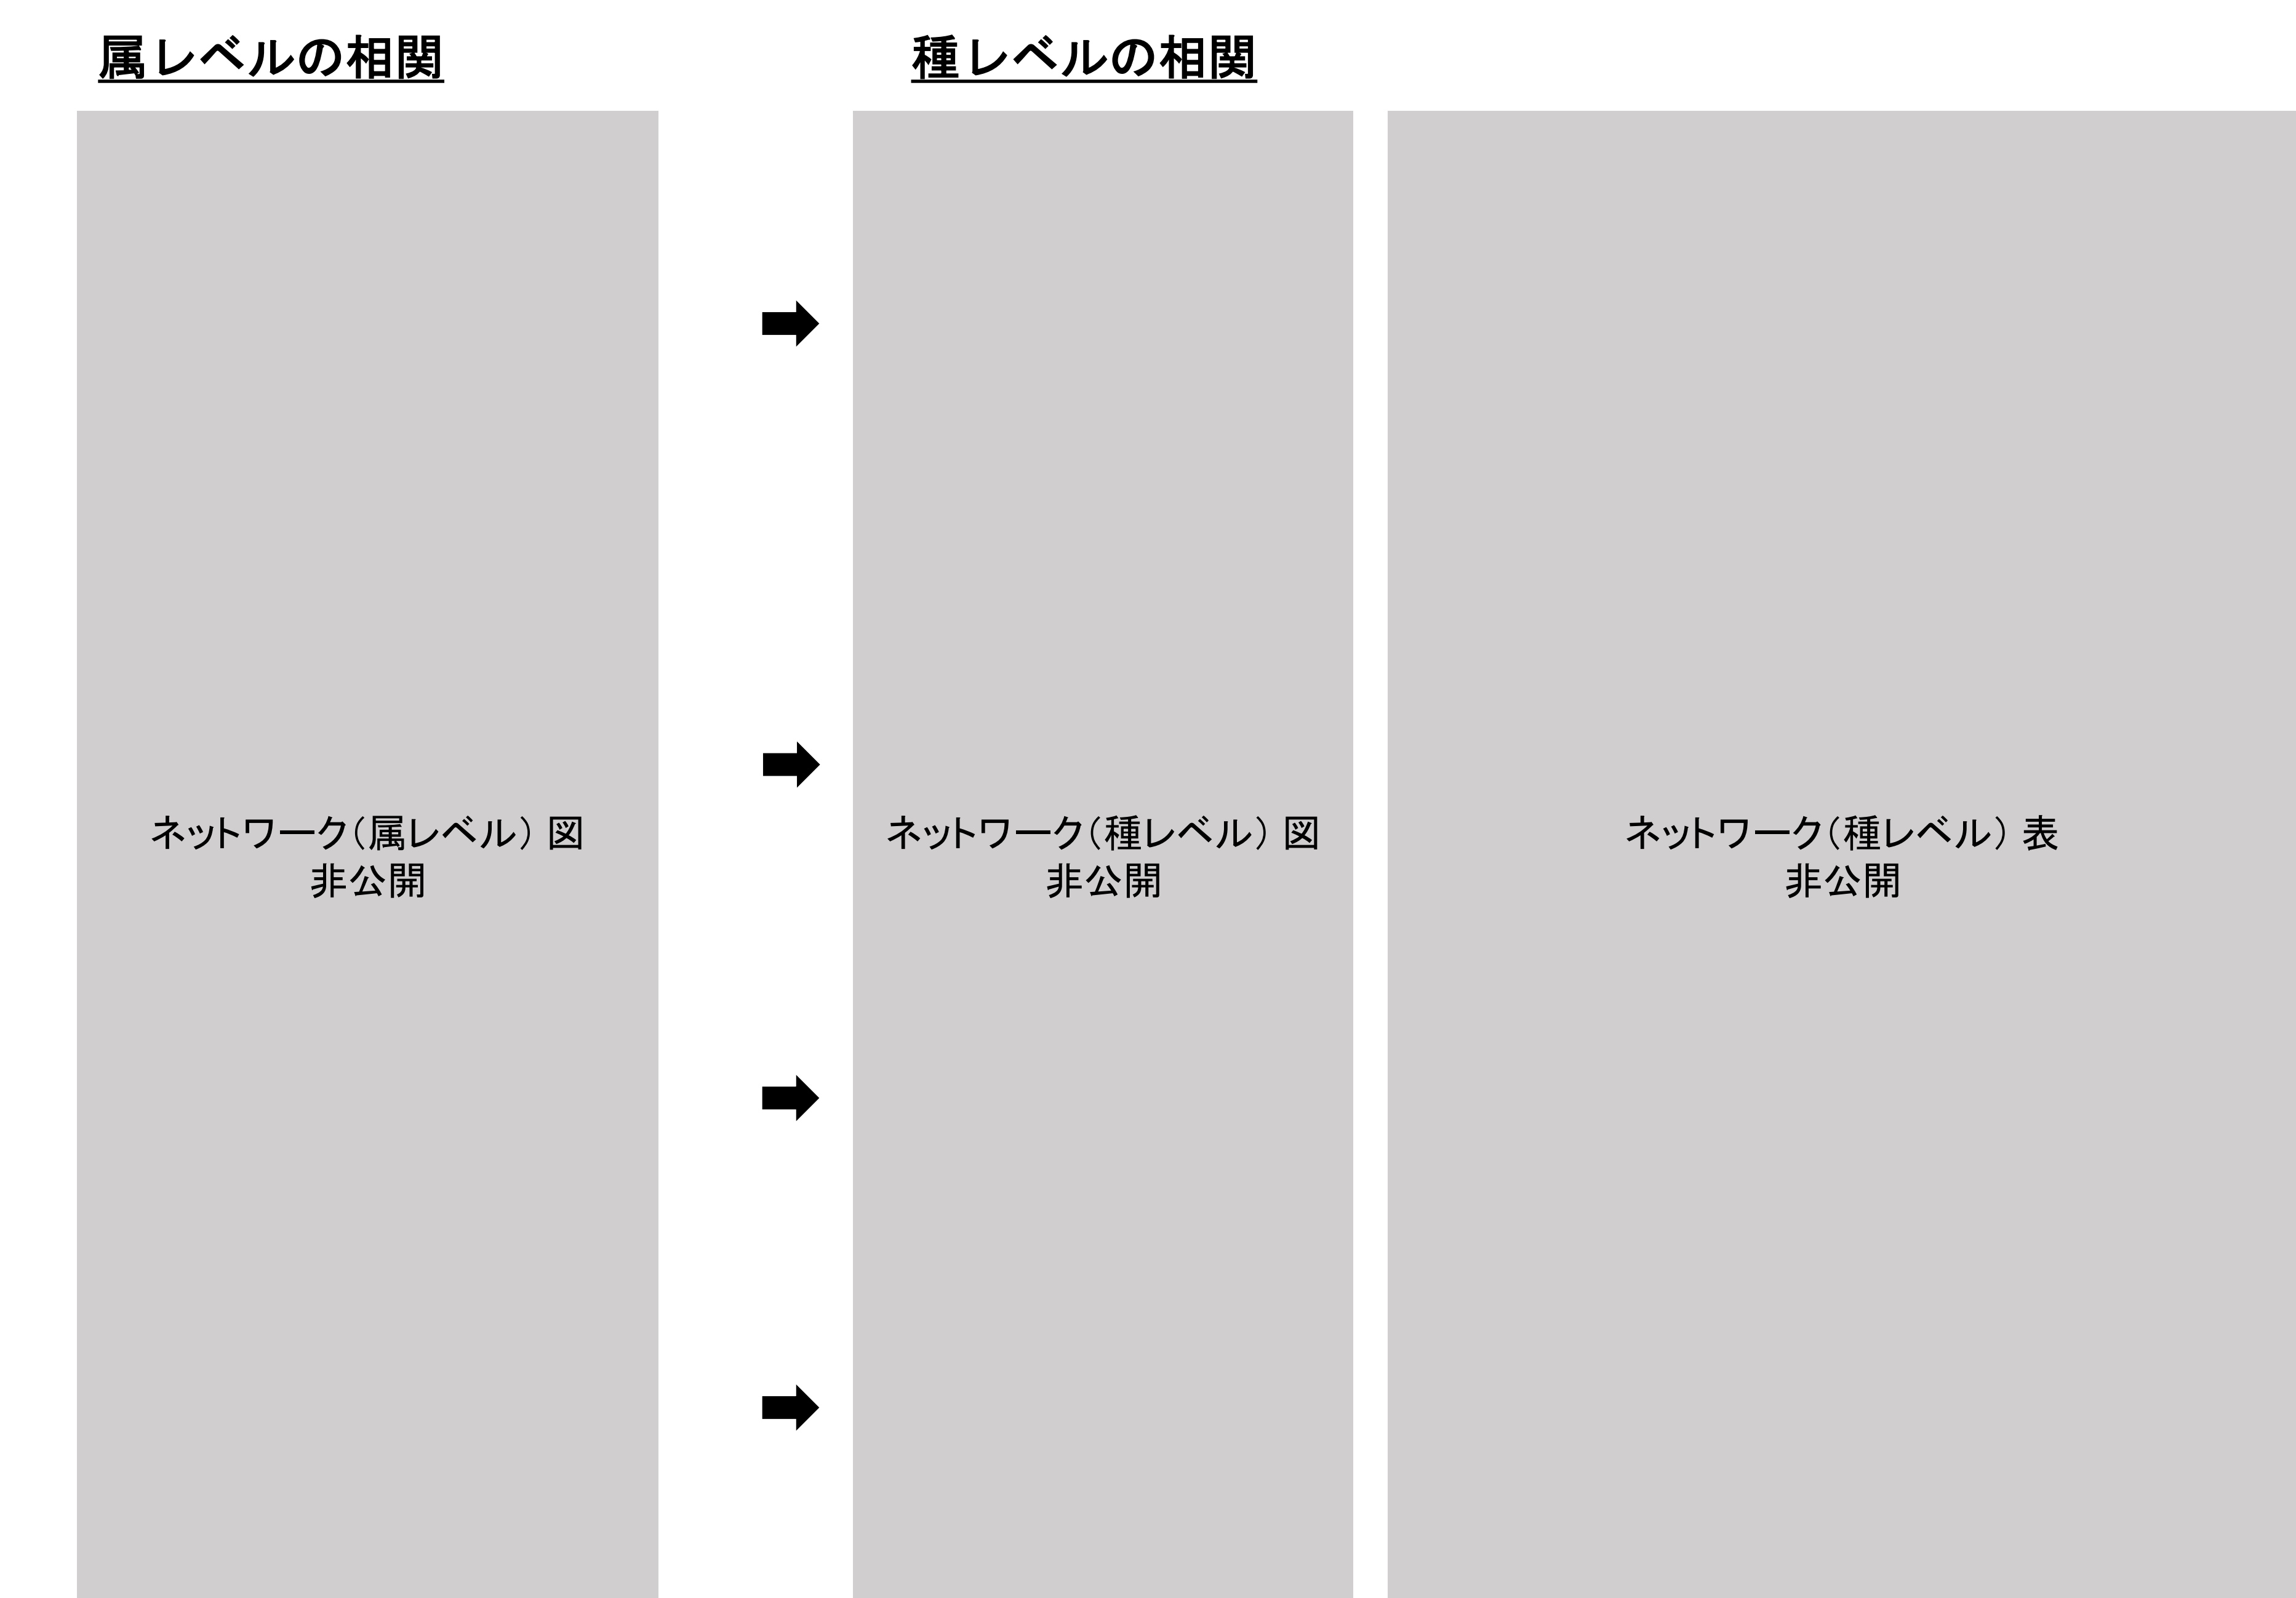 属レベルの相関
種レベルの相関
ネットワーク（属レベル）図
非公開
ネットワーク（種レベル）図
非公開
ネットワーク（種レベル）表
非公開